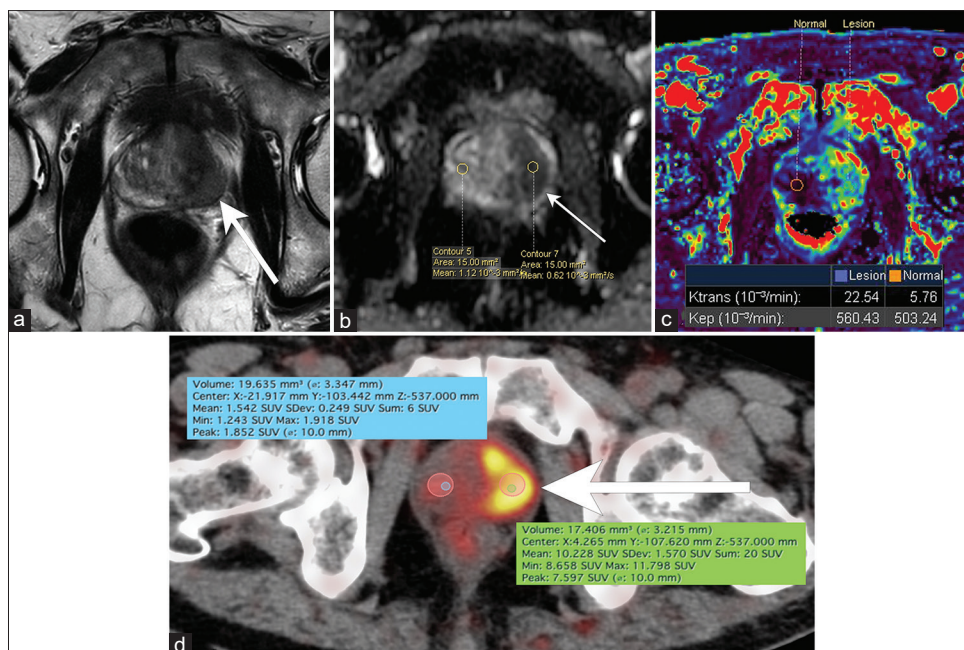 a
Contour 5
Area: 15.00 mm²
Mean: 1.12 10^-3 mm²/s
Contour 7
Area: 15.00 mm²
Mean: 0.62 10^-3 mm²/s
b
Normal Lesion
Lesion Normal
Ktrans (10⁻³/min): 22.54 5.76
Kep (10⁻³/min): 560.43 503.24
c
Volume: 19.635 mm³ (ø: 3.347 mm)
Center: X:-21.917 Y:-103.442 Z:-537.000 mm
Mean: 1.542 SUV SDev: 0.249 SUV Sum: 6 SUV
Min: 1.243 SUV Max: 1.918 SUV
Peak: 1.852 SUV (ø: 10.0 mm)
Volume: 17.406 mm³ (ø: 3.215 mm)
Center: X:4.265 Y:-107.620 Z:-537.000 mm
Mean: 10.228 SUV SDev: 1.570 SUV Sum: 20 SUV
Min: 8.658 SUV Max: 11.798 SUV
Peak: 7.597 SUV (ø: 10.0 mm)
d